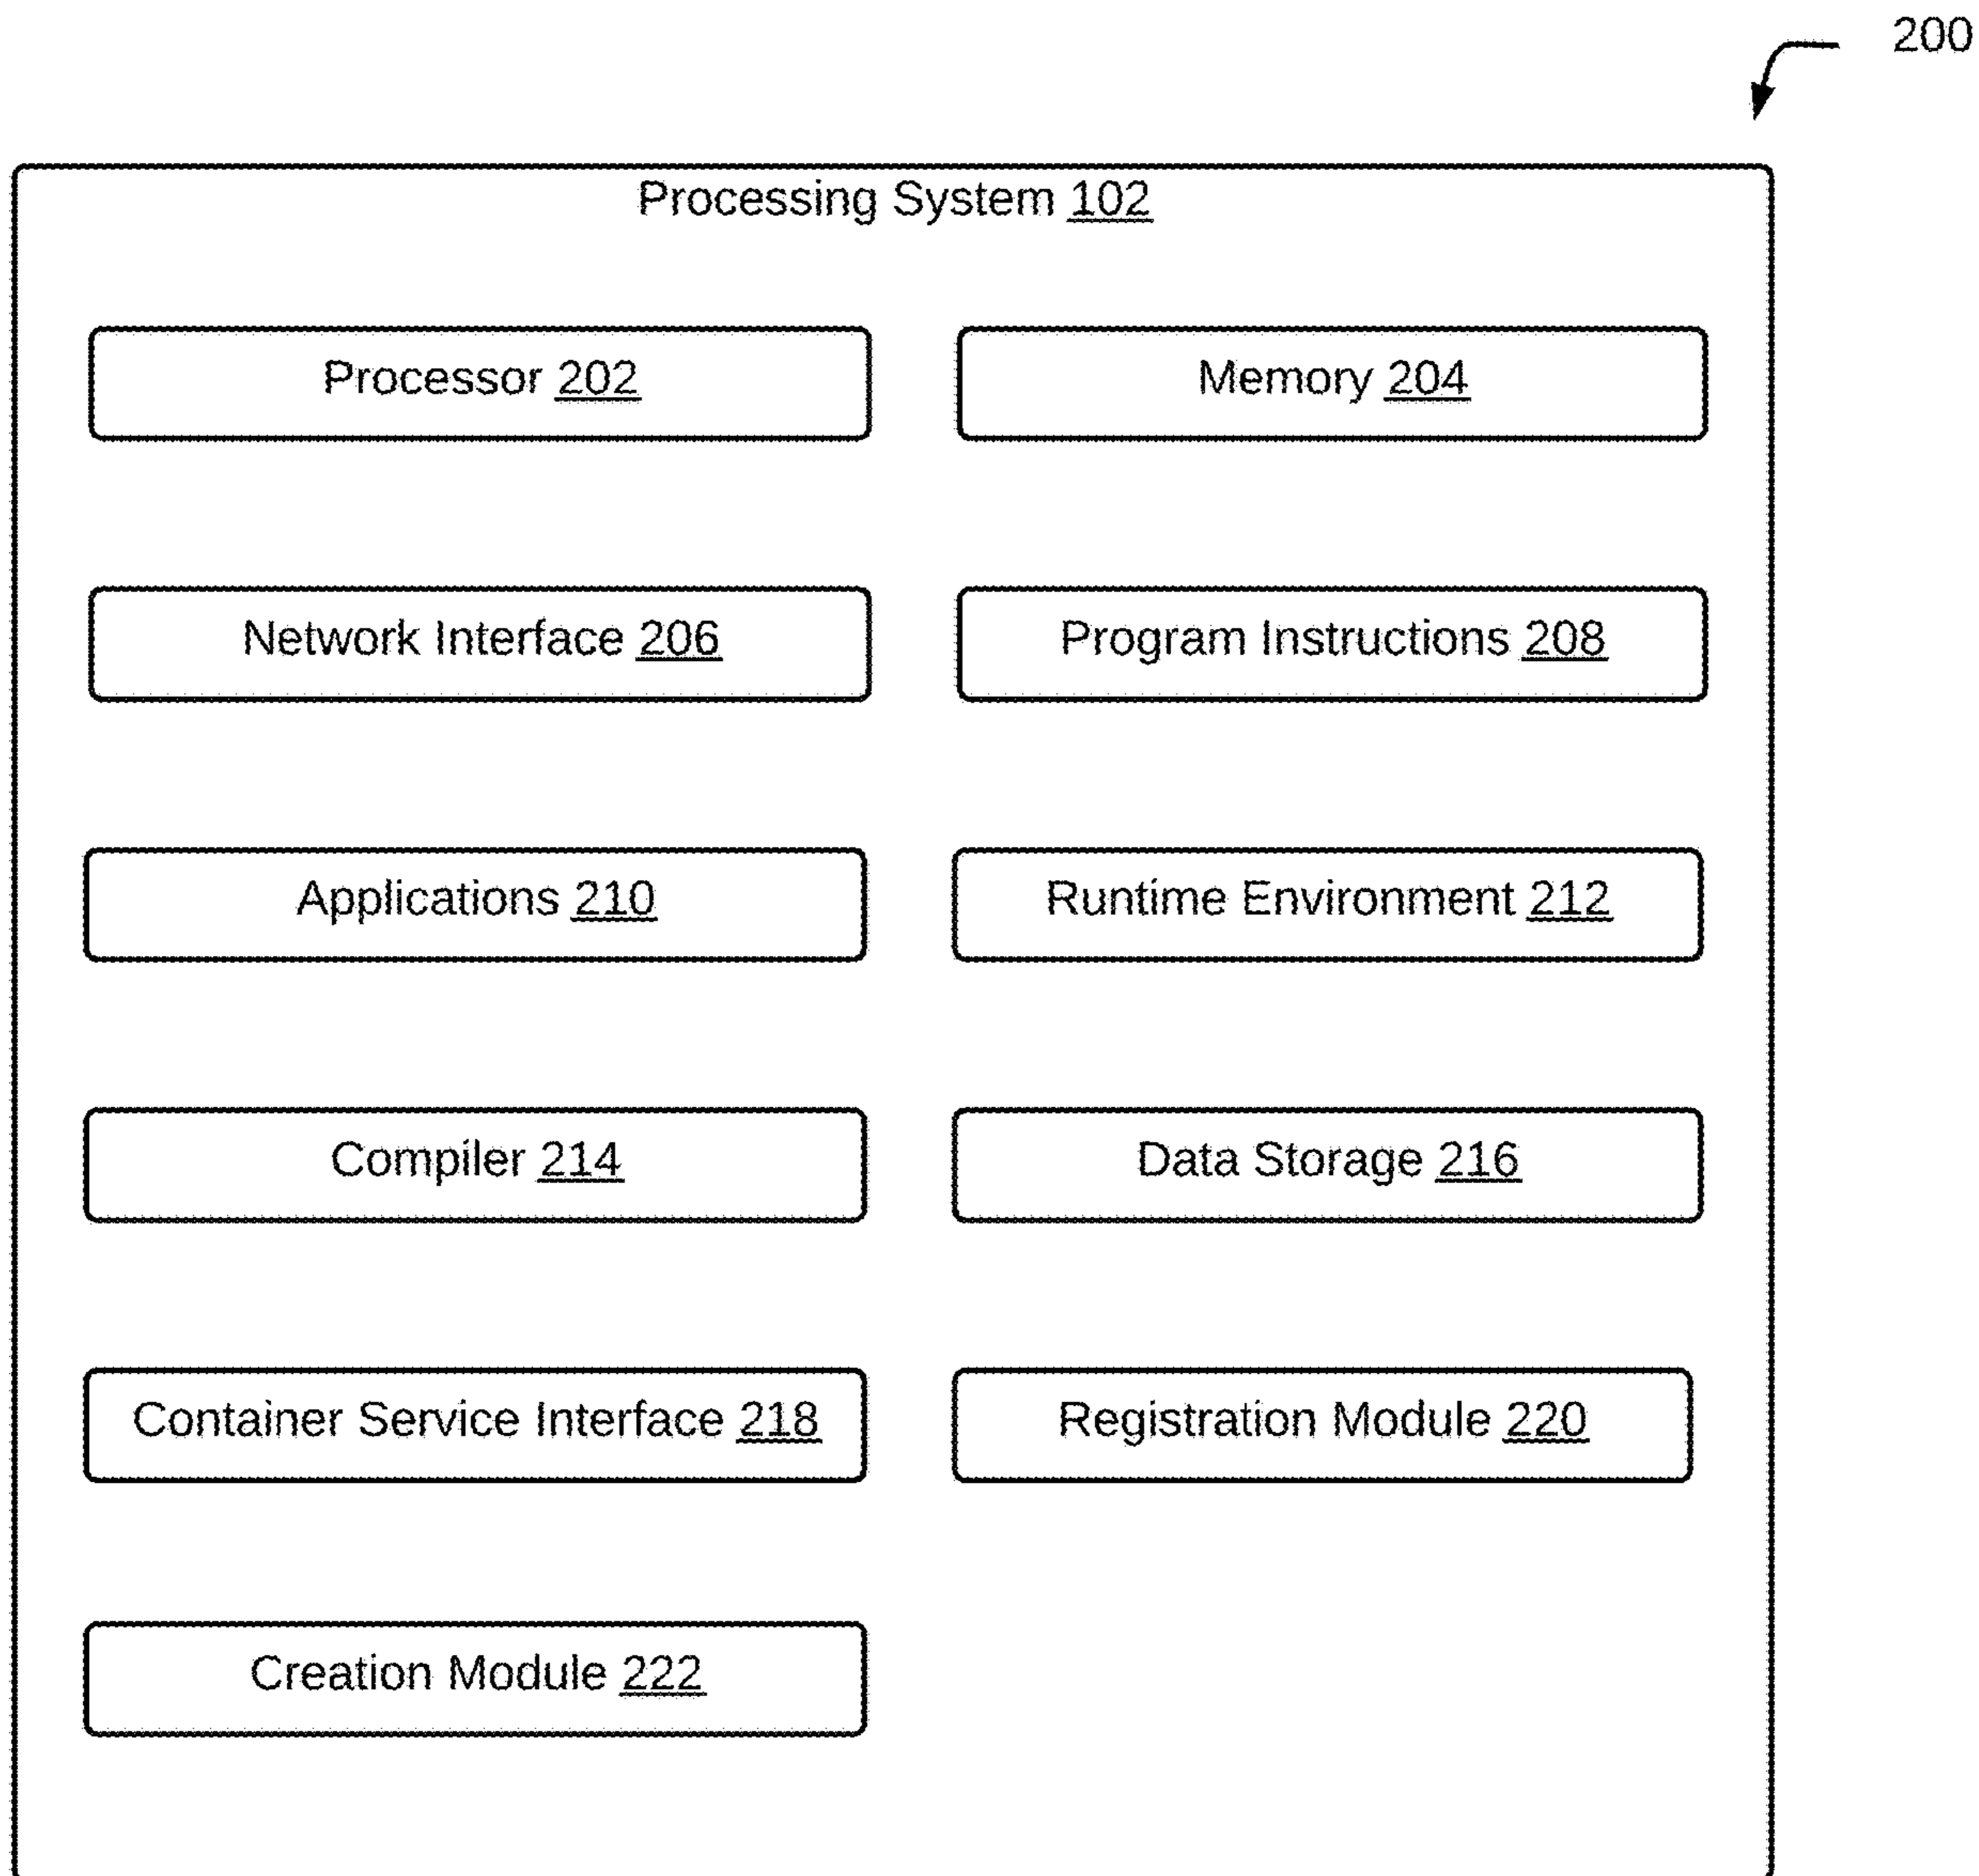 200
Processing System 102
Processor 202
Memory 204
Network Interface 206
Program Instructions 208
Applications 210
Runtime Environment 212
Compiler 214
Data Storage 216
Container Service Interface 218
Registration Module 220
Creation Module 222